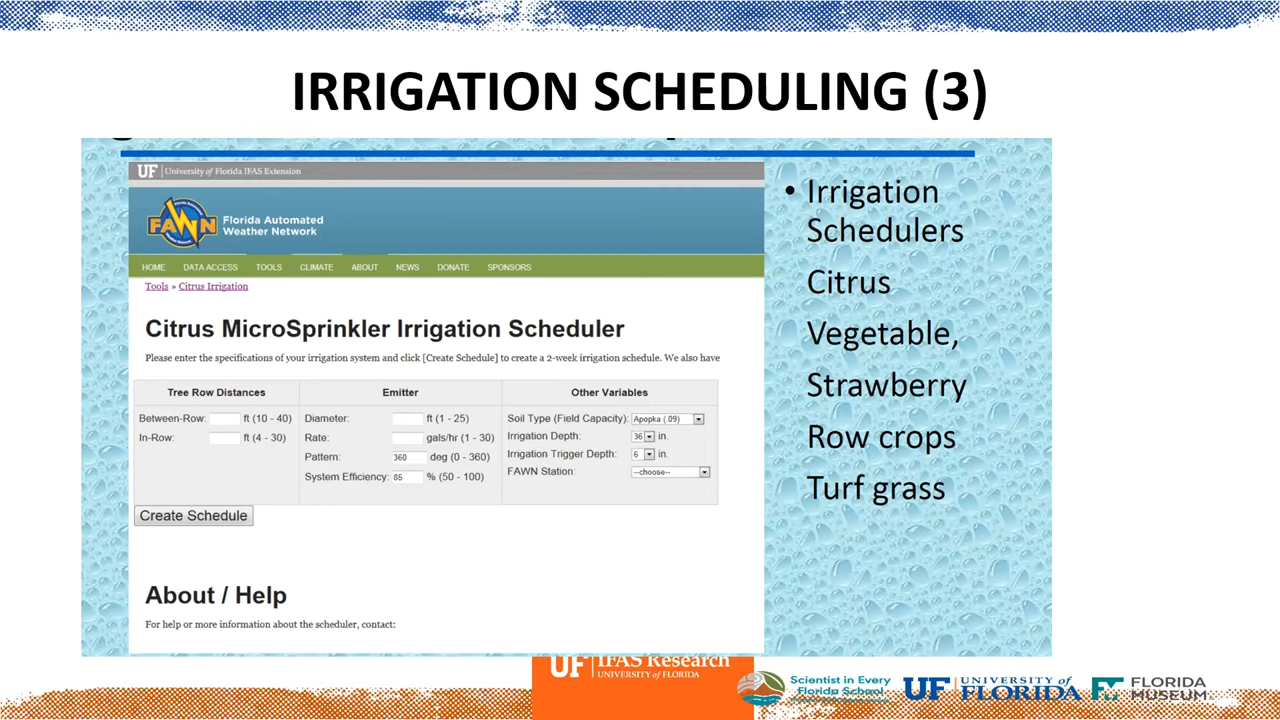 IRRIGATION SCHEDULING (3)
UF University of Florida IFAS Extension
FAWN Florida Automated
Weather Network
HOME DATA ACCESS TOOLS CLIMATE ABOUT NEWS DONATE SPONSORS
Tools » Citrus Irrigation
Citrus MicroSprinkler Irrigation Scheduler
Please enter the specifications of your irrigation system and click [Create Schedule] to create a 2-week irrigation schedule. We also have
Tree Row Distances
Between-Row: ft (10 - 40)
In-Row: ft (4 - 30)
Emitter
Diameter: ft (1 - 25)
Rate: gals/hr (1 - 30)
Pattern: 360 deg (0 - 360)
System Efficiency: 85 % (50 - 100)
Other Variables
Soil Type (Field Capacity): Apopka (.09)
Irrigation Depth: 36 in.
Irrigation Trigger Depth: 6 in.
FAWN Station: --choose--
Create Schedule
About / Help
For help or more information about the scheduler, contact:
• Irrigation
Schedulers
Citrus
Vegetable,
Strawberry
Row crops
Turf grass
UF IFAS Research
UNIVERSITY of FLORIDA
Scientist in Every
Florida School
UF UNIVERSITY of
FLORIDA
FLORIDA
MUSEUM